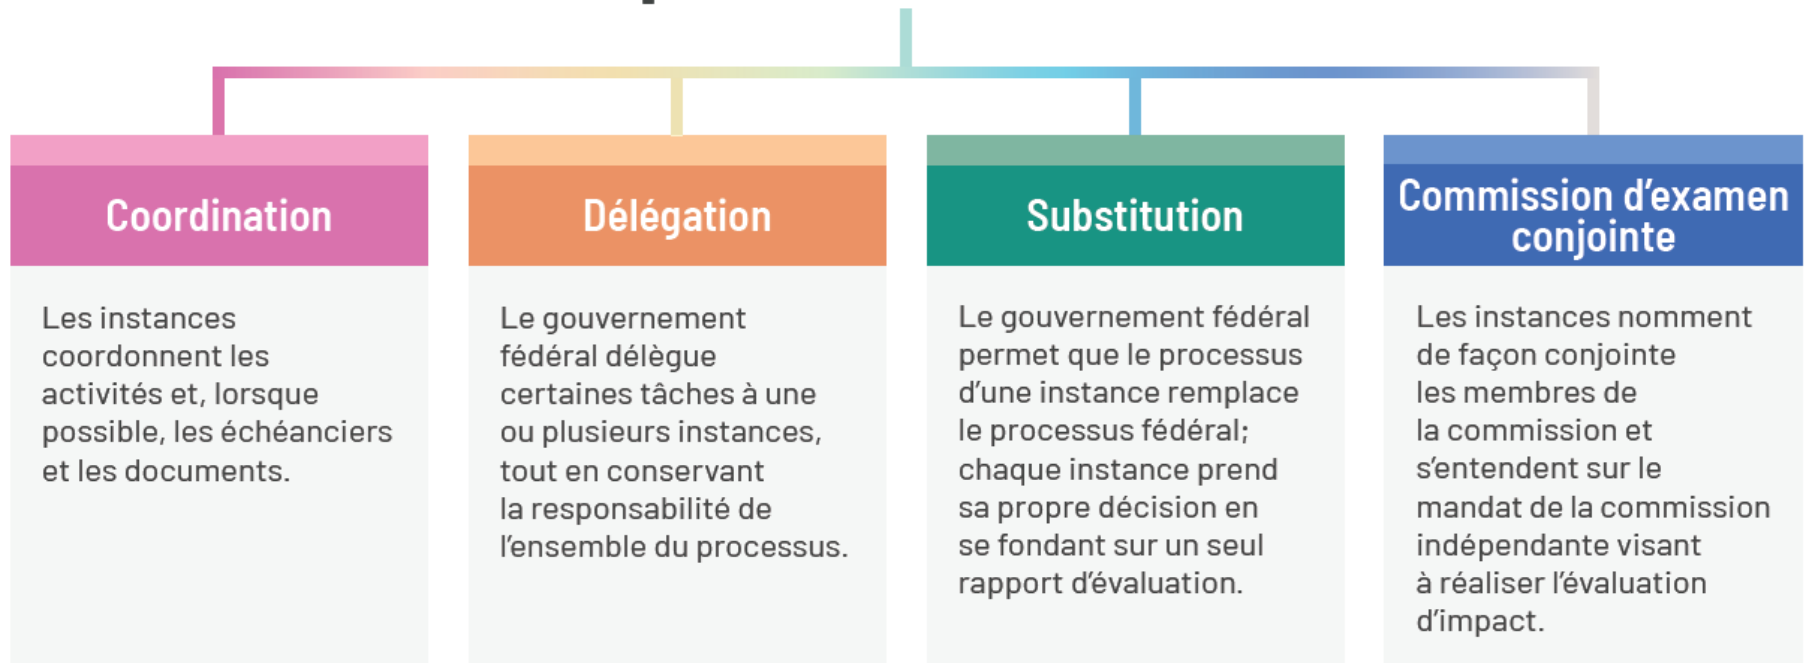 Coordination
Les instances
coordonnent les
activités et, lorsque
possible, les échéanciers
et les documents.
Délégation
Le gouvernement
fédéral délègue
certaines tâches à une
ou plusieurs instances,
tout en conservant
la responsabilité de
l’ensemble du processus.
Substitution
Le gouvernement fédéral
permet que le processus
d’une instance remplace
le processus fédéral;
chaque instance prend
sa propre décision en
se fondant sur un seul
rapport d’évaluation.
Commission d’examen
conjointe
Les instances nomment
de façon conjointe
les membres de
la commission et
s’entendent sur le
mandat de la commission
indépendante visant
à réaliser l’évaluation
d’impact.